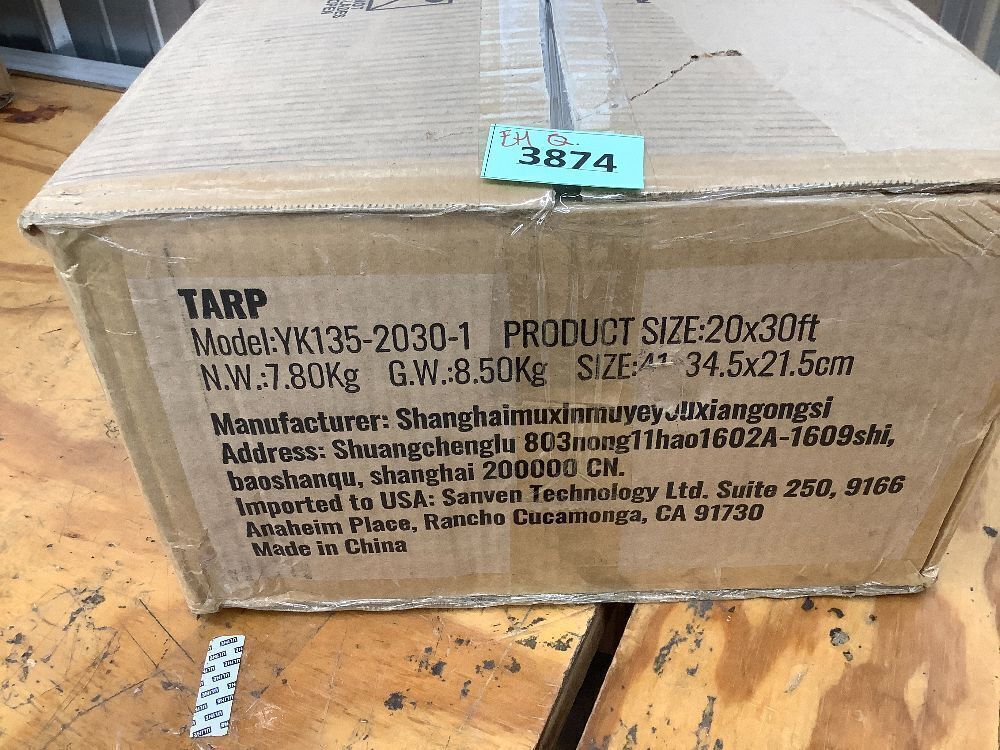 EH Q.
3874
TARP
Model:YK135-2030-1 PRODUCT SIZE:20x30ft
N.W.:7.80Kg G.W.:8.50Kg SIZE:41 34.5x21.5cm
Manufacturer: Shanghaimuxinmuyeyouxiangongsi
Address: Shuangchenglu 803nong11hao1602A-1609shi,
baoshanqu, shanghai 200000 CN.
Imported to USA: Sanven Technology Ltd. Suite 250, 9166
Anaheim Place, Rancho Cucamonga, CA 91730
Made in China